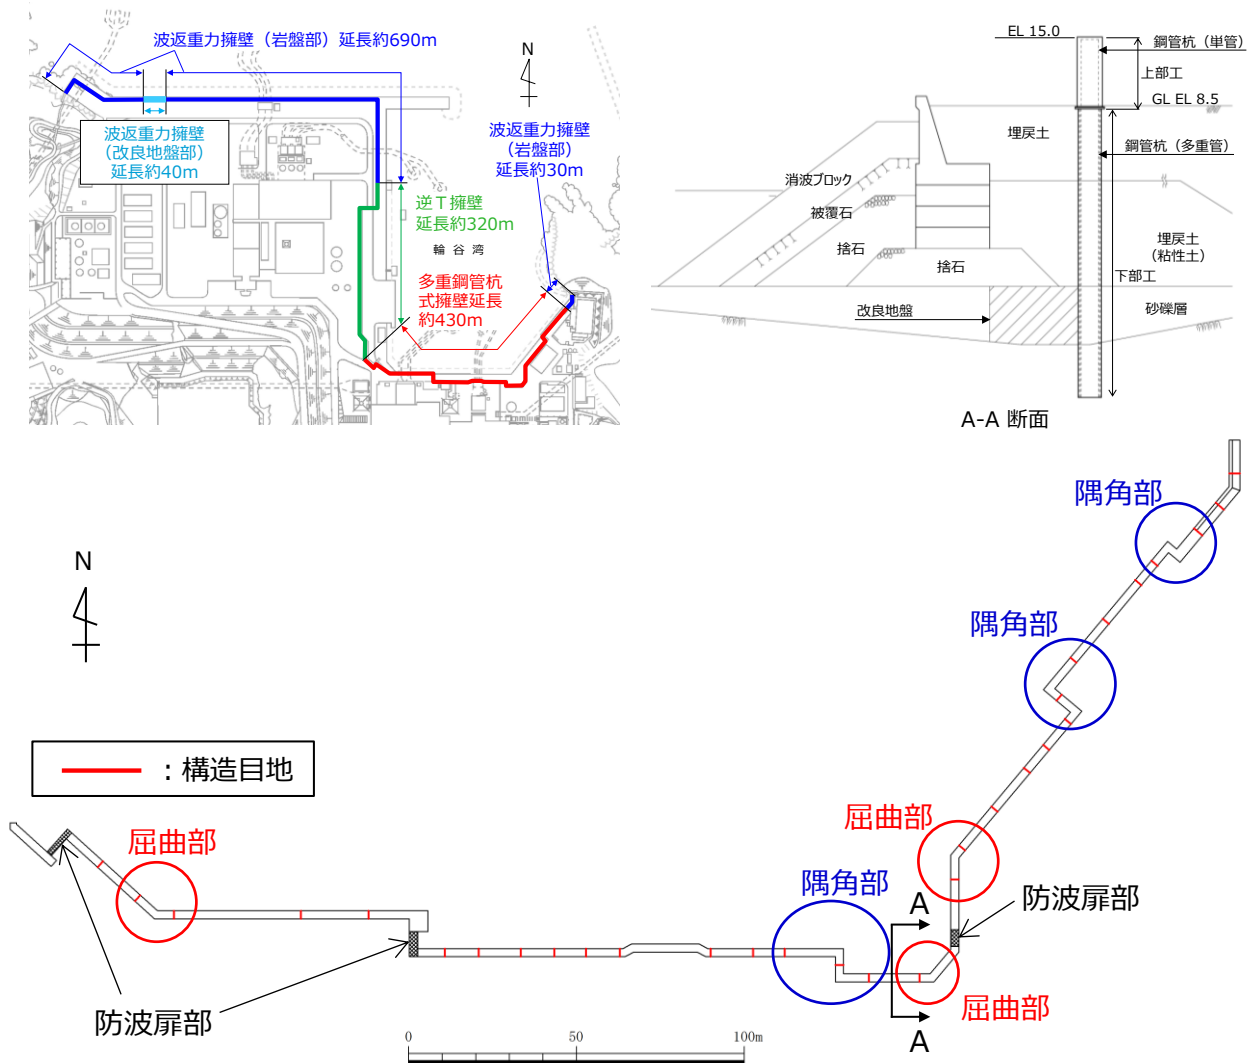 波返重力擁壁（岩盤部）延長約690m
N
波返重力擁壁
（改良地盤部）
延長約40m
波返重力擁壁
（岩盤部）
延長約30m
逆Ｔ擁壁
延長約320m
輪谷湾
多重鋼管杭
式擁壁延長
約430m
EL 15.0
鋼管杭（単管）
上部工
GL EL 8.5
埋戻土
鋼管杭（多重管）
消波ブロック
被覆石
捨石
捨石
埋戻土
（粘性土）
下部工
改良地盤
砂礫層
A-A 断面
隅角部
N
隅角部
：構造目地
屈曲部
屈曲部
隅角部
A
防波扉部
防波扉部
屈曲部
A
0
50
100m